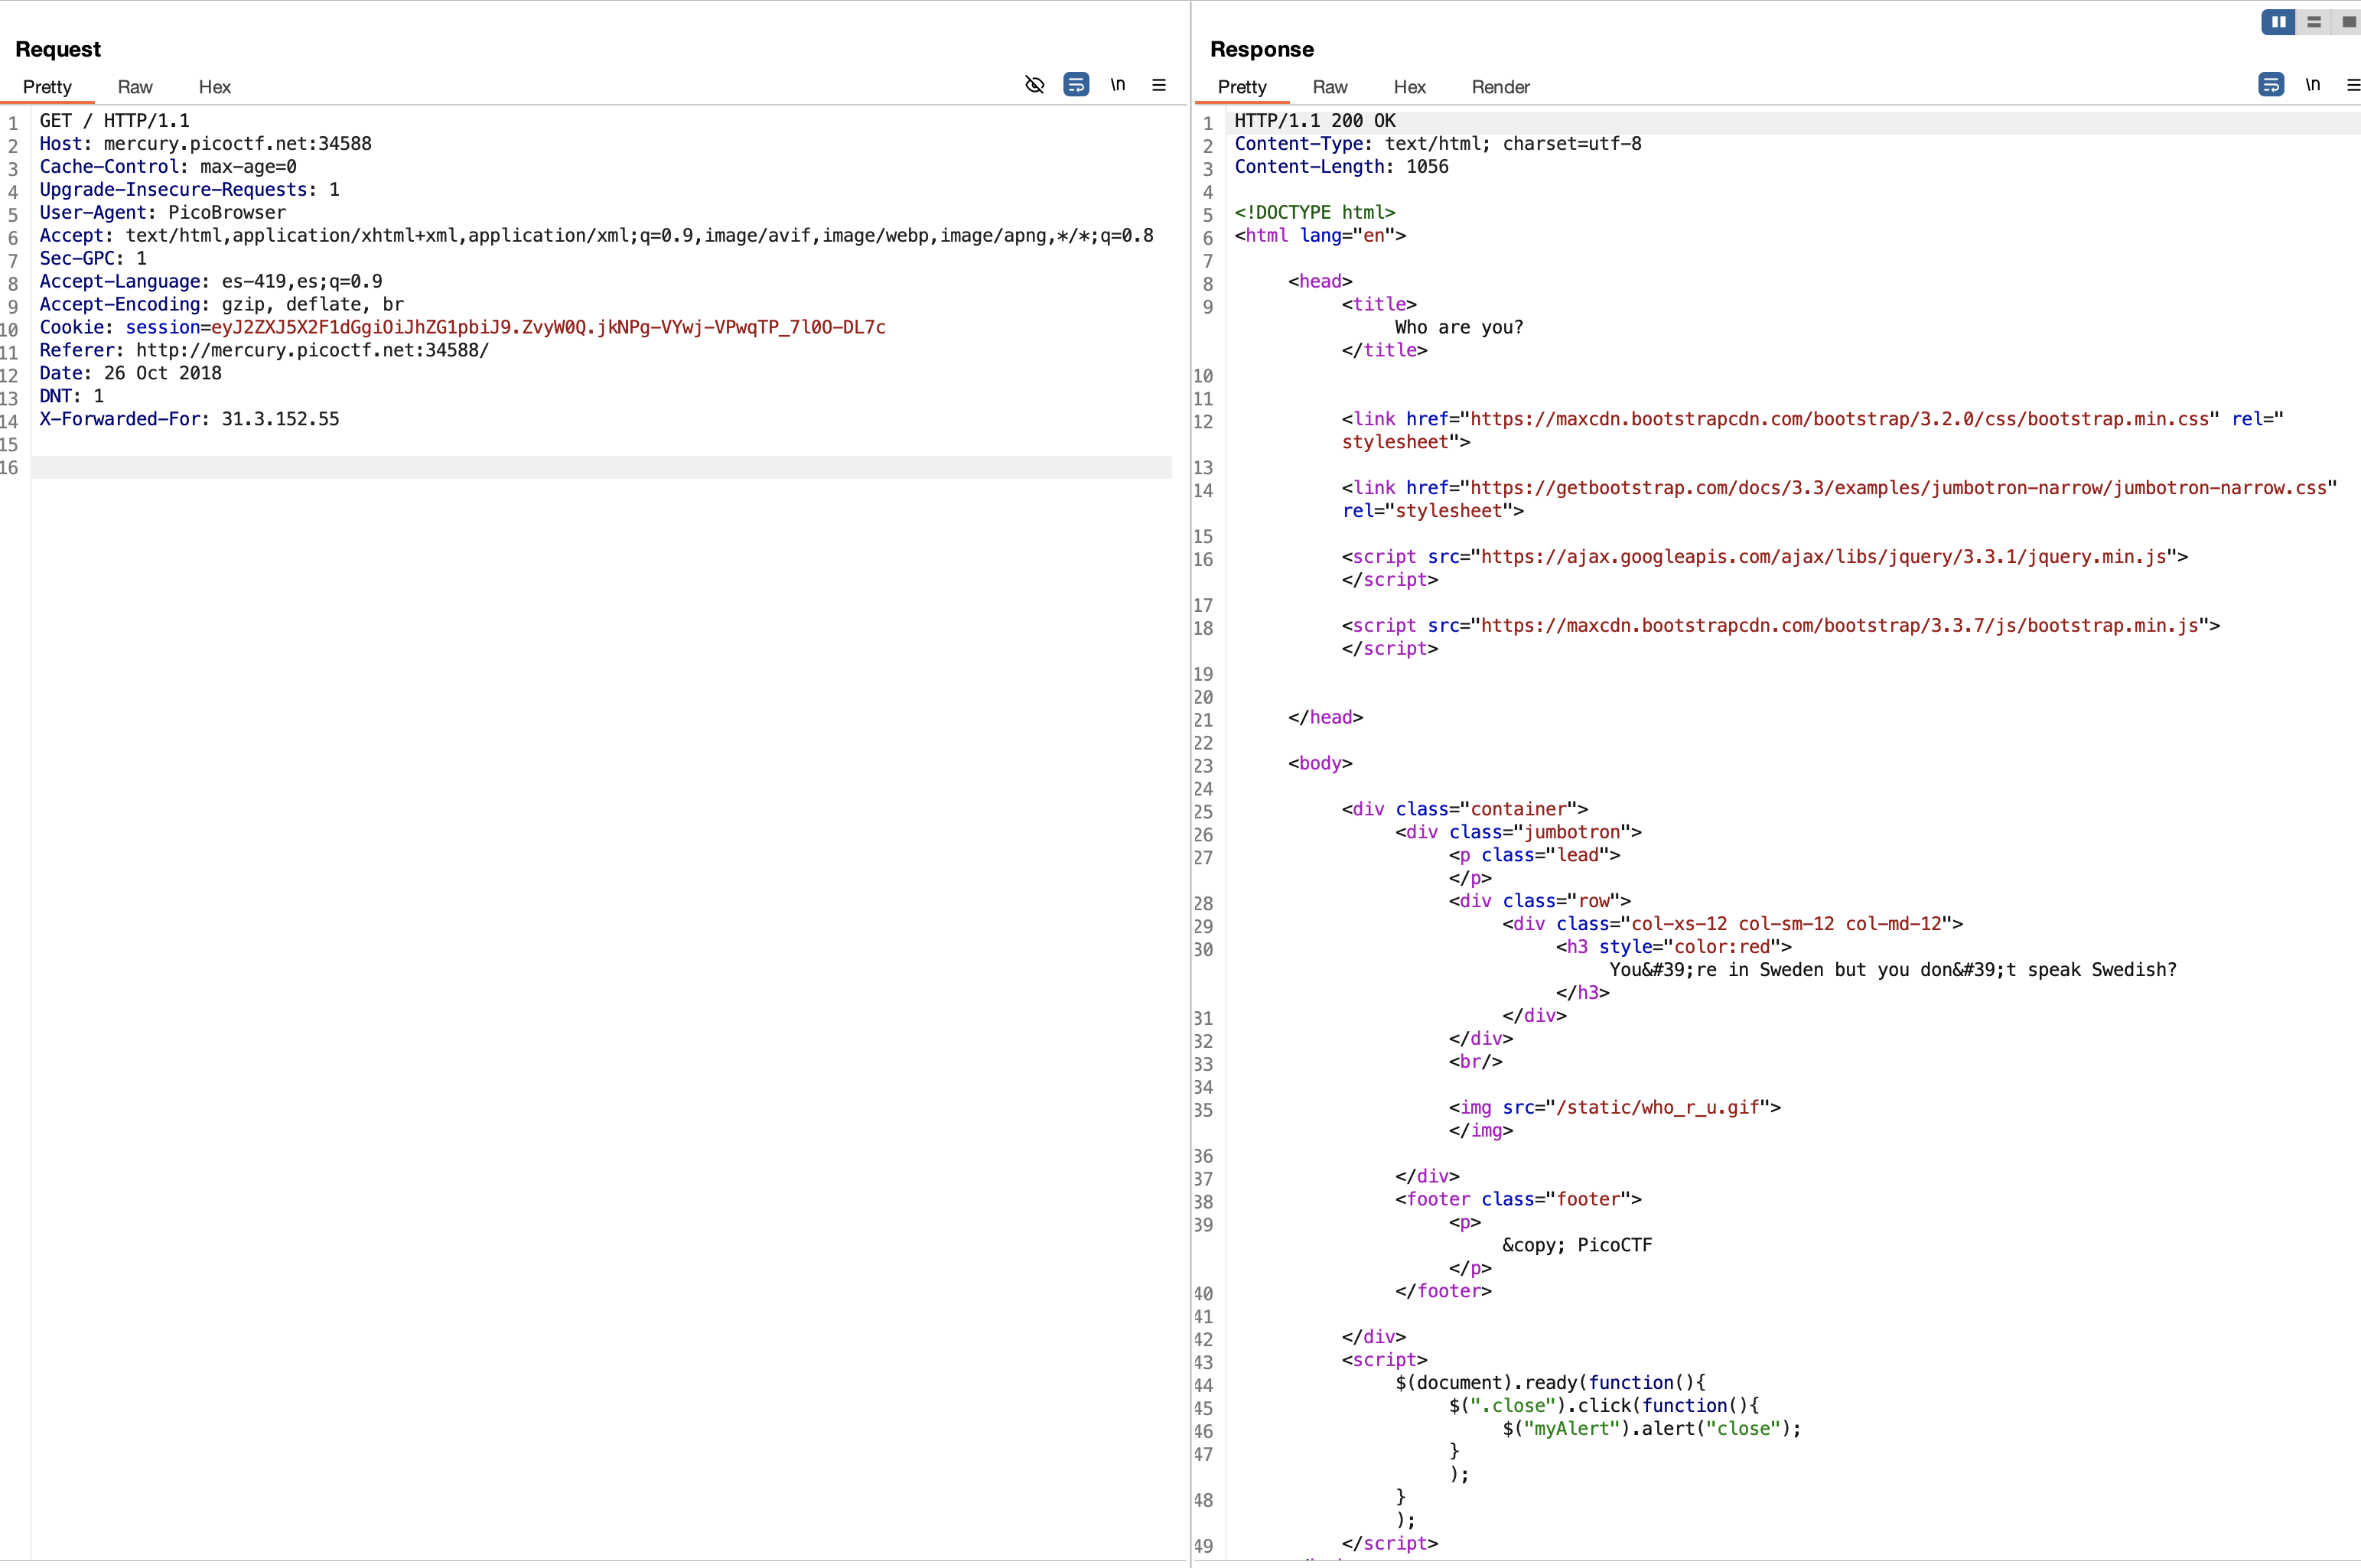 Request
Pretty Raw Hex
\n
1 GET / HTTP/1.1
2 Host: mercury.picoctf.net:34588
3 Cache-Control: max-age=0
4 Upgrade-Insecure-Requests: 1
5 User-Agent: PicoBrowser
6 Accept: text/html,application/xhtml+xml,application/xml;q=0.9,image/avif,image/webp,image/apng,*/*;q=0.8
7 Sec-GPC: 1
8 Accept-Language: es-419,es;q=0.9
9 Accept-Encoding: gzip, deflate, br
10 Cookie: session=eyJ2ZXJ5X2F1dGgiOiJhZG1pbiJ9.ZvyW0Q.jkNPg-VYwj-VPwqTP_7l0O-DL7c
11 Referer: http://mercury.picoctf.net:34588/
12 Date: 26 Oct 2018
13 DNT: 1
14 X-Forwarded-For: 31.3.152.55
15
16
Response
Pretty Raw Hex Render
\n
1 HTTP/1.1 200 OK
2 Content-Type: text/html; charset=utf-8
3 Content-Length: 1056
4
5 <!DOCTYPE html>
6 <html lang="en">
7
8 <head>
9 <title>
Who are you?
</title>
10
11
12 <link href="https://maxcdn.bootstrapcdn.com/bootstrap/3.2.0/css/bootstrap.min.css" rel="
stylesheet">
13
14 <link href="https://getbootstrap.com/docs/3.3/examples/jumbotron-narrow/jumbotron-narrow.css"
rel="stylesheet">
15
16 <script src="https://ajax.googleapis.com/ajax/libs/jquery/3.3.1/jquery.min.js">
</script>
17
18 <script src="https://maxcdn.bootstrapcdn.com/bootstrap/3.3.7/js/bootstrap.min.js">
</script>
19
20
21 </head>
22
23 <body>
24
25 <div class="container">
26 <div class="jumbotron">
27 <p class="lead">
</p>
28 <div class="row">
29 <div class="col-xs-12 col-sm-12 col-md-12">
30 <h3 style="color:red">
You&#39;re in Sweden but you don&#39;t speak Swedish?
</h3>
31 </div>
32 </div>
33 <br/>
34
35 <img src="/static/who_r_u.gif">
</img>
36
37 </div>
38 <footer class="footer">
39 <p>
&copy; PicoCTF
</p>
40 </footer>
41
42 </div>
43 <script>
44 $(document).ready(function(){
45 $(".close").click(function(){
46 $("myAlert").alert("close");
47 }
);
48 }
);
49 </script>